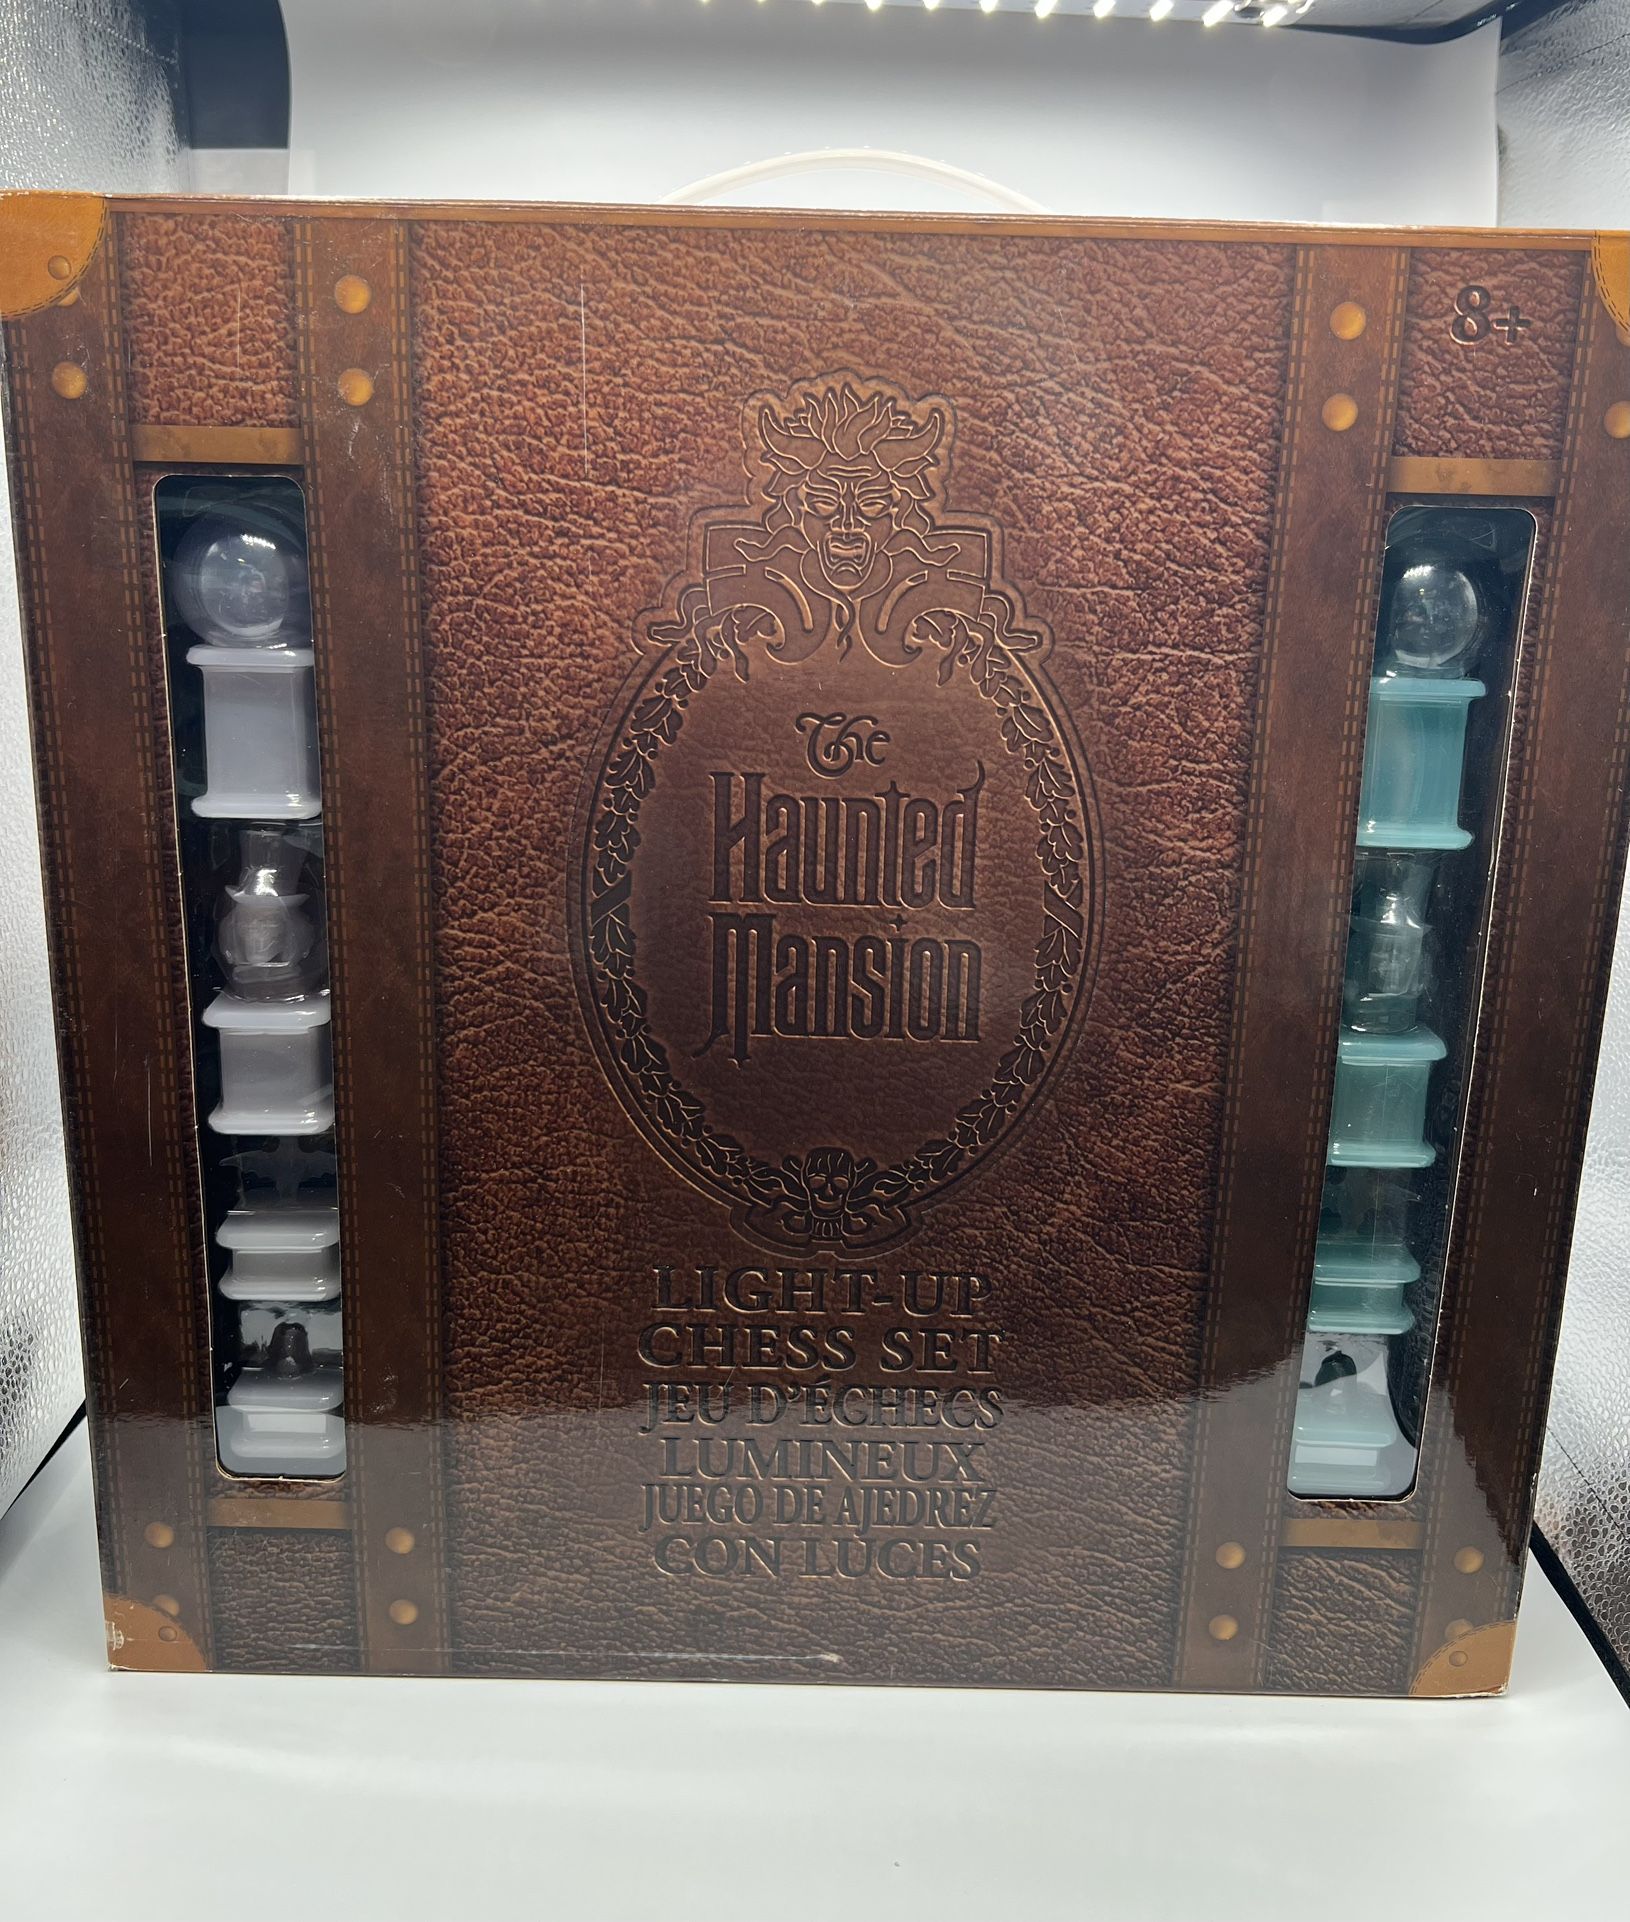 8+
The
Haunted
Mansion
LIGHT-UP
CHESS SET
JEU D'ÉCHECS
LUMINEUX
JUEGO DE AJEDREZ
CON LUCES